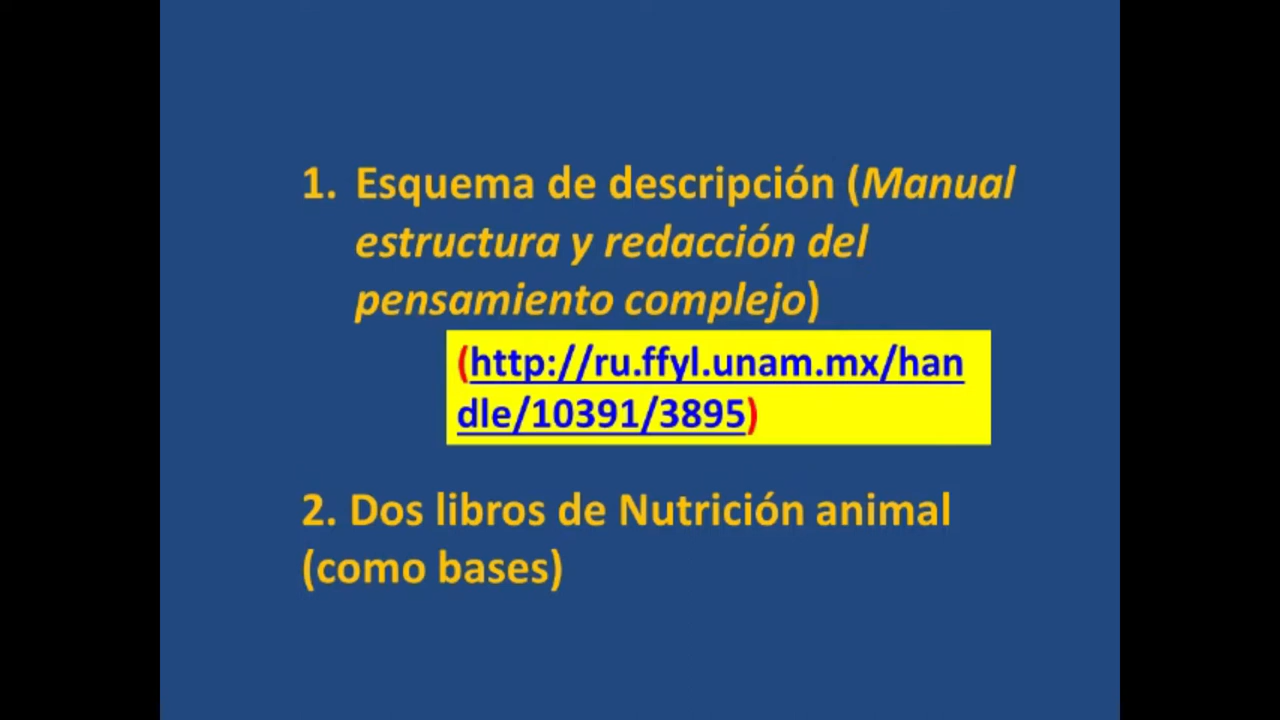 1. Esquema de descripción (Manual
estructura y redacción del
pensamiento complejo)
(http://ru.ffyl.unam.mx/han
dle/10391/3895)
2. Dos libros de Nutrición animal
(como bases)